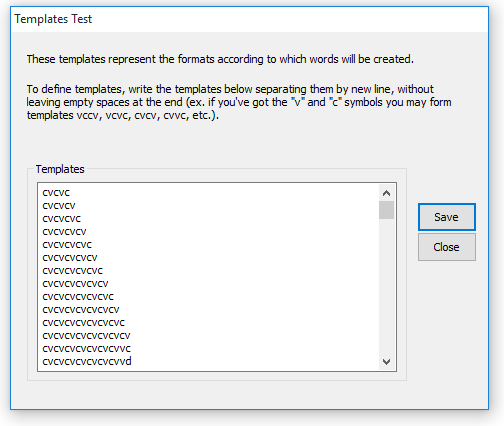 Templates Test
These templates represent the formats according to which words will be created.
To define templates, write the templates below separating them by new line, without
leaving empty spaces at the end (ex. if you've got the "v" and "c" symbols you may form
templates vccv, vcvc, cvcv, cvvc, etc.).
Templates
cvcvc
cvcvcv
cvcvcvc
cvcvcvcv
cvcvcvcvc
cvcvcvcvcv
cvcvcvcvcvc
cvcvcvcvcvcv
cvcvcvcvcvcvc
cvcvcvcvcvcvcv
cvcvcvcvcvcvcvc
cvcvcvcvcvcvcvcv
cvcvcvcvcvcvcvvc
cvcvcvcvcvcvcvvd
Save
Close